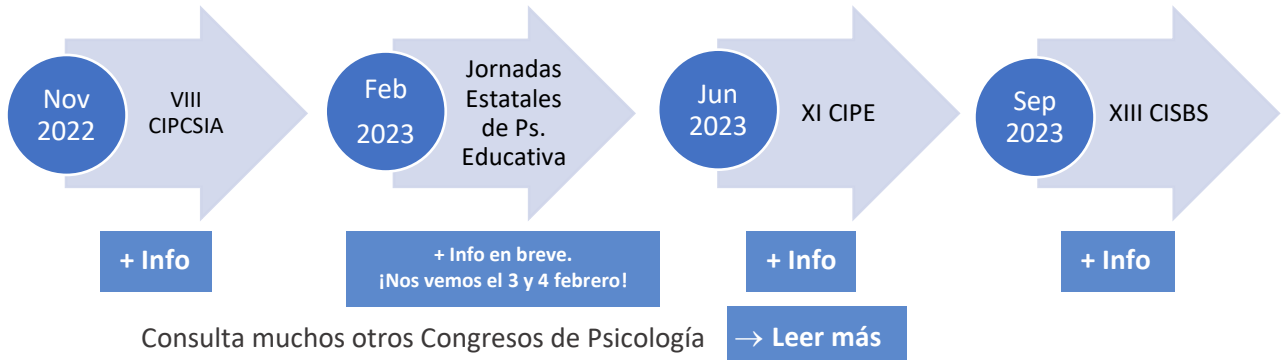 Nov
2022
VIII
CIPCSIA
Feb
2023
Jornadas
Estatales
de Ps.
Educativa
Jun
2023
XI CIPE
Sep
2023
XIII CISBS
+ Info
+ Info en breve.
¡Nos vemos el 3 y 4 febrero!
+ Info
+ Info
Consulta muchos otros Congresos de Psicología → Leer más